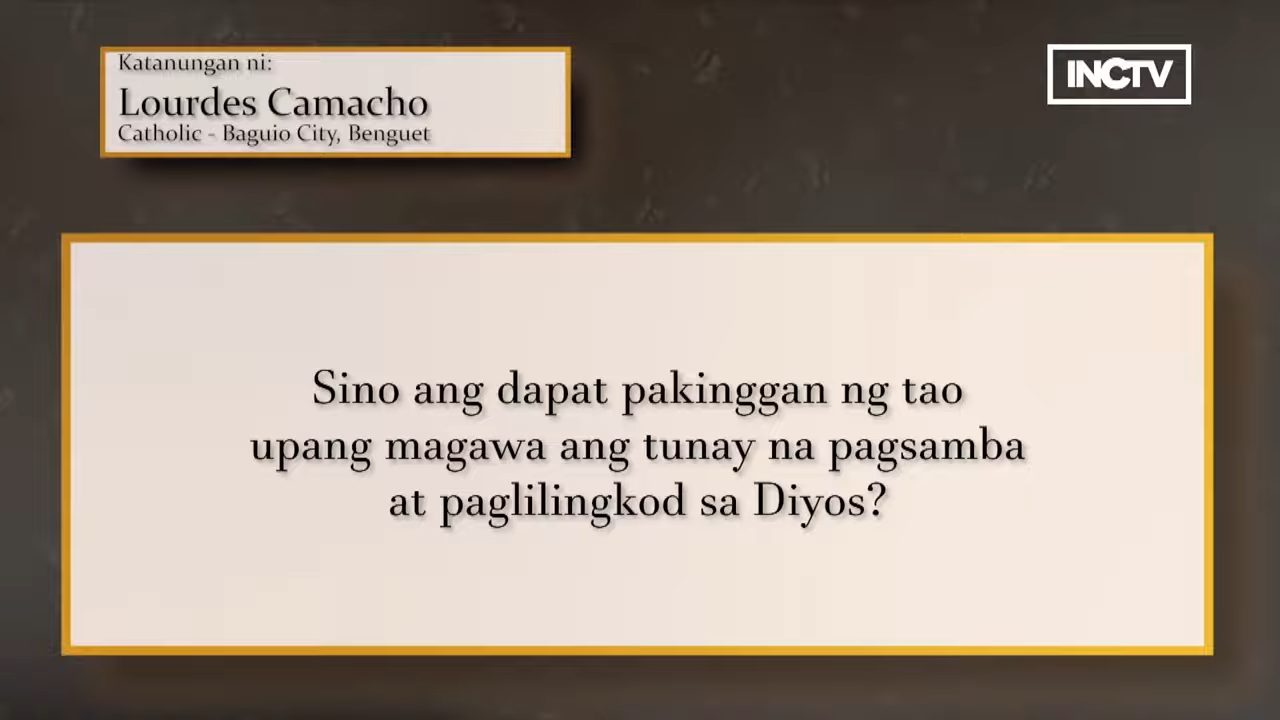 Katanungan ni:
Lourdes Camacho
Catholic - Baguio City, Benguet
INCTV
Sino ang dapat pakinggan ng tao
upang magawa ang tunay na pagsamba
at paglilingkod sa Diyos?